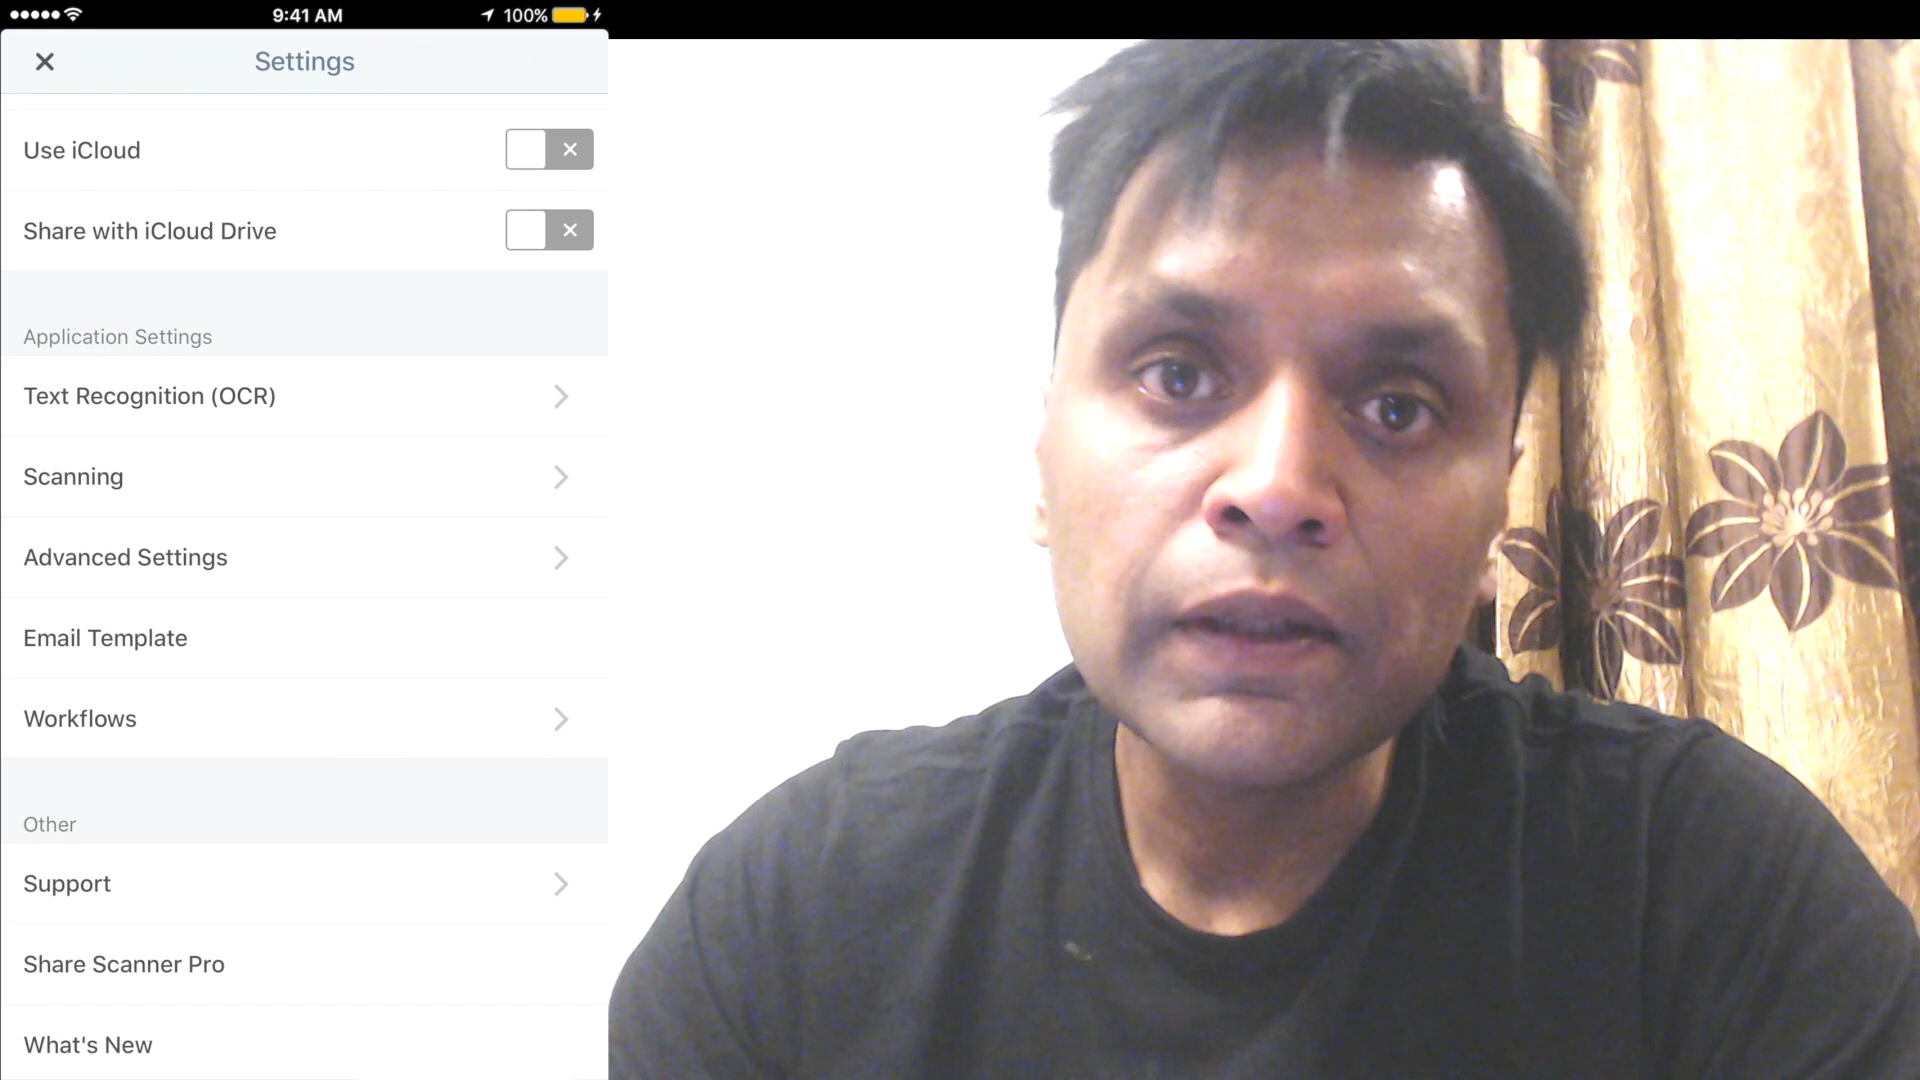 9:41 AM
100%
Settings
Use iCloud
Share with iCloud Drive
Application Settings
Text Recognition (OCR)
Scanning
Advanced Settings
Email Template
Workflows
Other
Support
Share Scanner Pro
What's New